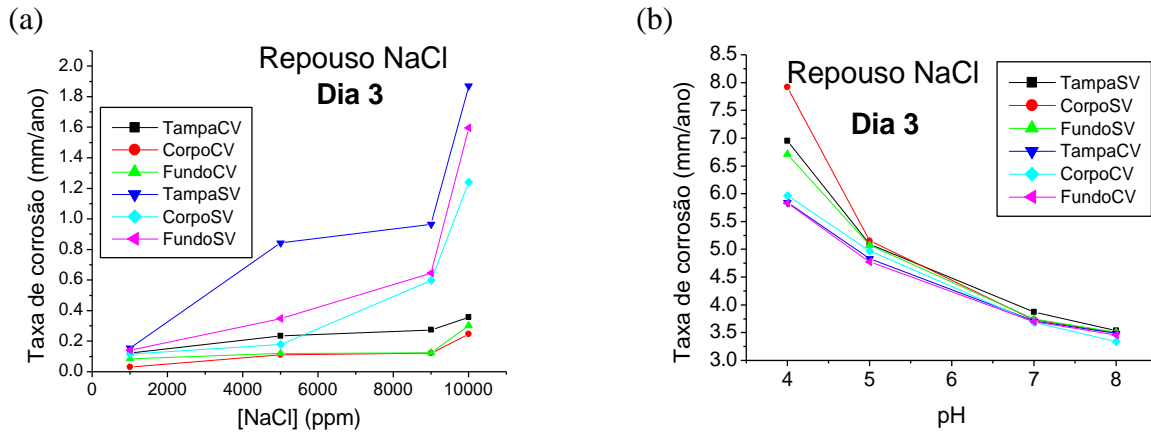 (a)
Repouso NaCl
Dia 3
TampaCV
CorpoCV
FundoCV
TampaSV
CorpoSV
FundoSV
Taxa de corrosão (mm/ano)
2.0
1.8
1.6
1.4
1.2
1.0
0.8
0.6
0.4
0.2
0.0
0 2000 4000 6000 8000 10000
[NaCl] (ppm)
(b)
Repouso NaCl
Dia 3
TampaSV
CorpoSV
FundoSV
TampaCV
CorpoCV
FundoCV
Taxa de corrosão (mm/ano)
8.5
8.0
7.5
7.0
6.5
6.0
5.5
5.0
4.5
4.0
3.5
3.0
4 5 6 7 8
pH